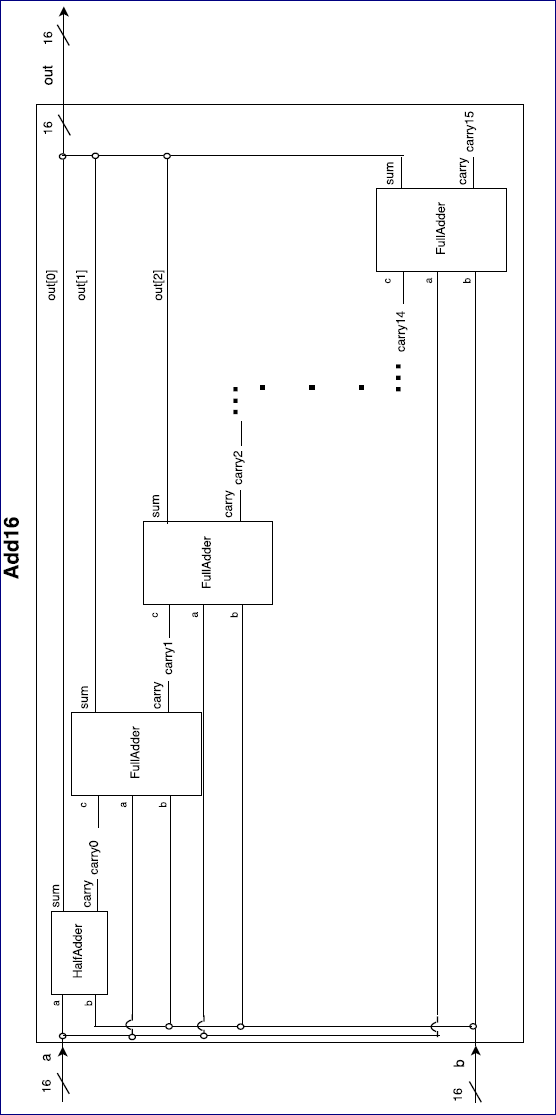 Add16
a
16
b
16
HalfAdder
a
b
sum
carry
carry0
FullAdder
c
a
b
sum
carry
carry1
FullAdder
c
a
b
sum
carry
carry2
carry14
FullAdder
c
a
b
sum
carry
carry15
out[0]
out[1]
out[2]
16
out
16